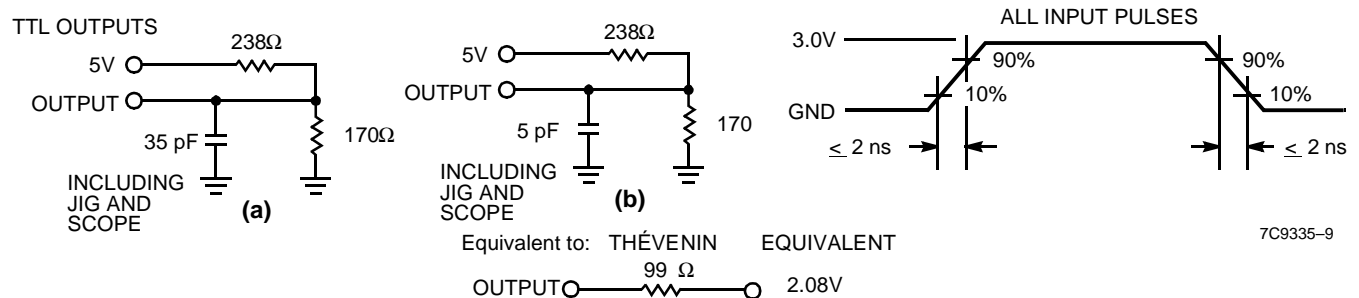 TTL OUTPUTS
238Ω
5V
OUTPUT
35 pF
170Ω
INCLUDING
JIG AND
SCOPE
(a)
238Ω
5V
OUTPUT
5 pF
170
INCLUDING
JIG AND
SCOPE
(b)
ALL INPUT PULSES
3.0V
90%
10%
GND
≤ 2 ns
90%
10%
≤ 2 ns
7C9335–9
Equivalent to: THÉVENIN EQUIVALENT
99 Ω
OUTPUT
2.08V